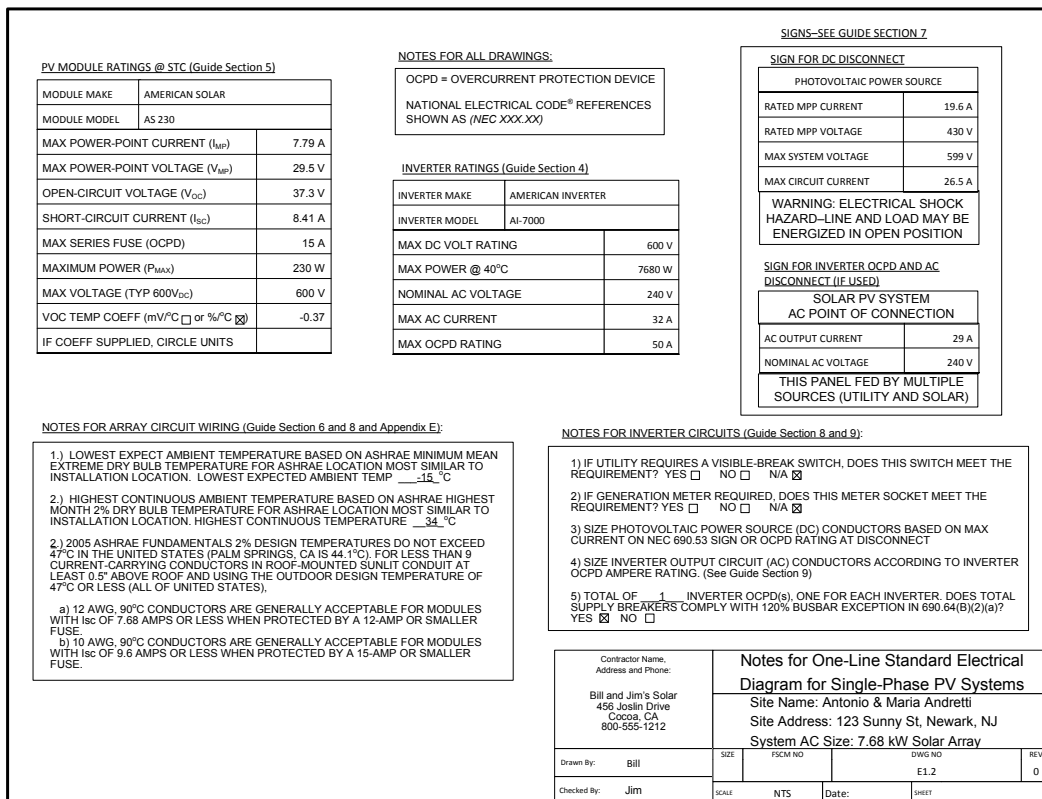 PV MODULE RATINGS @ STC (Guide Section 5)
MODULE MAKE AMERICAN SOLAR
MODULE MODEL AS 230
MAX POWER-POINT CURRENT (IMP) 7.79 A
MAX POWER-POINT VOLTAGE (VMP) 29.5 V
OPEN-CIRCUIT VOLTAGE (VOC) 37.3 V
SHORT-CIRCUIT CURRENT (ISC) 8.41 A
MAX SERIES FUSE (OCPD) 15 A
MAXIMUM POWER (PMAX) 230 W
MAX VOLTAGE (TYP 600VDC) 600 V
VOC TEMP COEFF (mV/°C ☐ or %/°C ☒) -0.37
IF COEFF SUPPLIED, CIRCLE UNITS
NOTES FOR ALL DRAWINGS:
OCPD = OVERCURRENT PROTECTION DEVICE
NATIONAL ELECTRICAL CODE® REFERENCES
SHOWN AS (NEC XXX.XX)
INVERTER RATINGS (Guide Section 4)
INVERTER MAKE AMERICAN INVERTER
INVERTER MODEL AI-7000
MAX DC VOLT RATING 600 V
MAX POWER @ 40°C 7680 W
NOMINAL AC VOLTAGE 240 V
MAX AC CURRENT 32 A
MAX OCPD RATING 50 A
SIGNS–SEE GUIDE SECTION 7
SIGN FOR DC DISCONNECT
PHOTOVOLTAIC POWER SOURCE
RATED MPP CURRENT 19.6 A
RATED MPP VOLTAGE 430 V
MAX SYSTEM VOLTAGE 599 V
MAX CIRCUIT CURRENT 26.5 A
WARNING: ELECTRICAL SHOCK
HAZARD–LINE AND LOAD MAY BE
ENERGIZED IN OPEN POSITION
SIGN FOR INVERTER OCPD AND AC
DISCONNECT (IF USED)
SOLAR PV SYSTEM
AC POINT OF CONNECTION
AC OUTPUT CURRENT 29 A
NOMINAL AC VOLTAGE 240 V
THIS PANEL FED BY MULTIPLE
SOURCES (UTILITY AND SOLAR)
NOTES FOR ARRAY CIRCUIT WIRING (Guide Section 6 and 8 and Appendix E):
1.) LOWEST EXPECT AMBIENT TEMPERATURE BASED ON ASHRAE MINIMUM MEAN
EXTREME DRY BULB TEMPERATURE FOR ASHRAE LOCATION MOST SIMILAR TO
INSTALLATION LOCATION. LOWEST EXPECTED AMBIENT TEMP ___-15_°C
2.) HIGHEST CONTINUOUS AMBIENT TEMPERATURE BASED ON ASHRAE HIGHEST
MONTH 2% DRY BULB TEMPERATURE FOR ASHRAE LOCATION MOST SIMILAR TO
INSTALLATION LOCATION. HIGHEST CONTINUOUS TEMPERATURE __34_°C
2.) 2005 ASHRAE FUNDAMENTALS 2% DESIGN TEMPERATURES DO NOT EXCEED
47°C IN THE UNITED STATES (PALM SPRINGS, CA IS 44.1°C). FOR LESS THAN 9
CURRENT-CARRYING CONDUCTORS IN ROOF-MOUNTED SUNLIT CONDUIT AT
LEAST 0.5" ABOVE ROOF AND USING THE OUTDOOR DESIGN TEMPERATURE OF
47°C OR LESS (ALL OF UNITED STATES),
a) 12 AWG, 90°C CONDUCTORS ARE GENERALLY ACCEPTABLE FOR MODULES
WITH Isc OF 7.68 AMPS OR LESS WHEN PROTECTED BY A 12-AMP OR SMALLER
FUSE.
b) 10 AWG, 90°C CONDUCTORS ARE GENERALLY ACCEPTABLE FOR MODULES
WITH Isc OF 9.6 AMPS OR LESS WHEN PROTECTED BY A 15-AMP OR SMALLER
FUSE.
NOTES FOR INVERTER CIRCUITS (Guide Section 8 and 9):
1) IF UTILITY REQUIRES A VISIBLE-BREAK SWITCH, DOES THIS SWITCH MEET THE
REQUIREMENT? YES ☐ NO ☐ N/A ☒
2) IF GENERATION METER REQUIRED, DOES THIS METER SOCKET MEET THE
REQUIREMENT? YES ☐ NO ☐ N/A ☒
3) SIZE PHOTOVOLTAIC POWER SOURCE (DC) CONDUCTORS BASED ON MAX
CURRENT ON NEC 690.53 SIGN OR OCPD RATING AT DISCONNECT
4) SIZE INVERTER OUTPUT CIRCUIT (AC) CONDUCTORS ACCORDING TO INVERTER
OCPD AMPERE RATING. (See Guide Section 9)
5) TOTAL OF ___1___ INVERTER OCPD(s), ONE FOR EACH INVERTER. DOES TOTAL
SUPPLY BREAKERS COMPLY WITH 120% BUSBAR EXCEPTION IN 690.64(B)(2)(a)?
YES ☒ NO ☐
Contractor Name,
Address and Phone:
Bill and Jim's Solar
456 Joslin Drive
Cocoa, CA
800-555-1212
Drawn By: Bill
Checked By: Jim
Notes for One-Line Standard Electrical
Diagram for Single-Phase PV Systems
Site Name: Antonio & Maria Andretti
Site Address: 123 Sunny St, Newark, NJ
System AC Size: 7.68 kW Solar Array
SIZE FSCM NO DWG NO REV
E1.2 0
SCALE NTS Date: SHEET